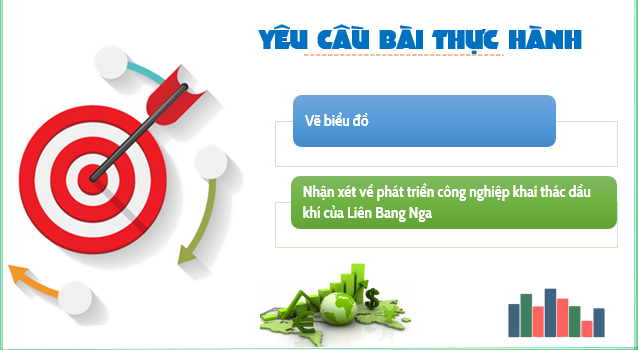 YÊU CẦU BÀI THỰC HÀNH
Vẽ biểu đồ
Nhận xét về phát triển công nghiệp khai thác dầu
khí của Liên Bang Nga